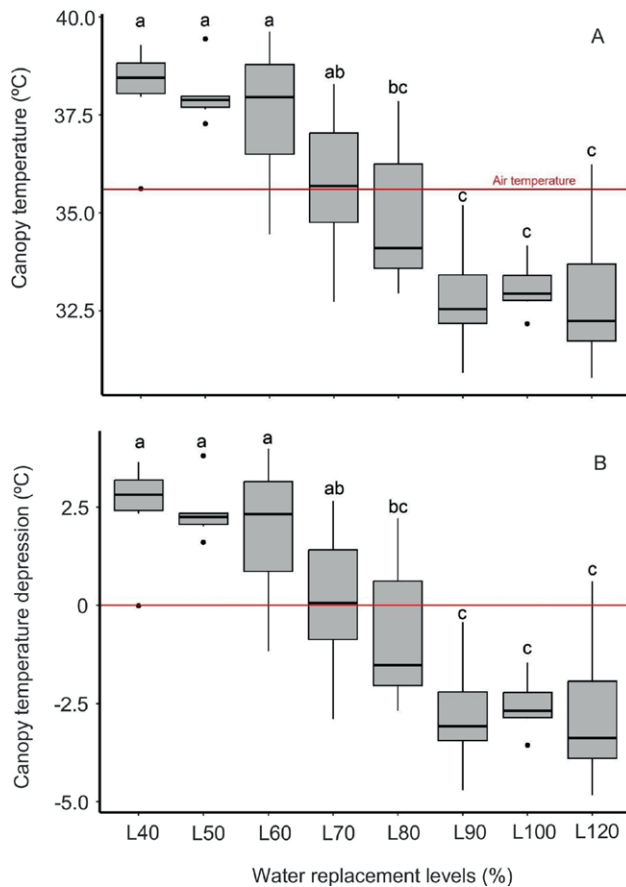 A
a a a
ab
bc
c
c
c
Air temperature
Canopy temperature (ºC)
40.0
37.5
35.0
32.5
B
a a a
ab
bc
c
c
c
Canopy temperature depression (ºC)
2.5
0
-2.5
-5.0
L40 L50 L60 L70 L80 L90 L100 L120
Water replacement levels (%)